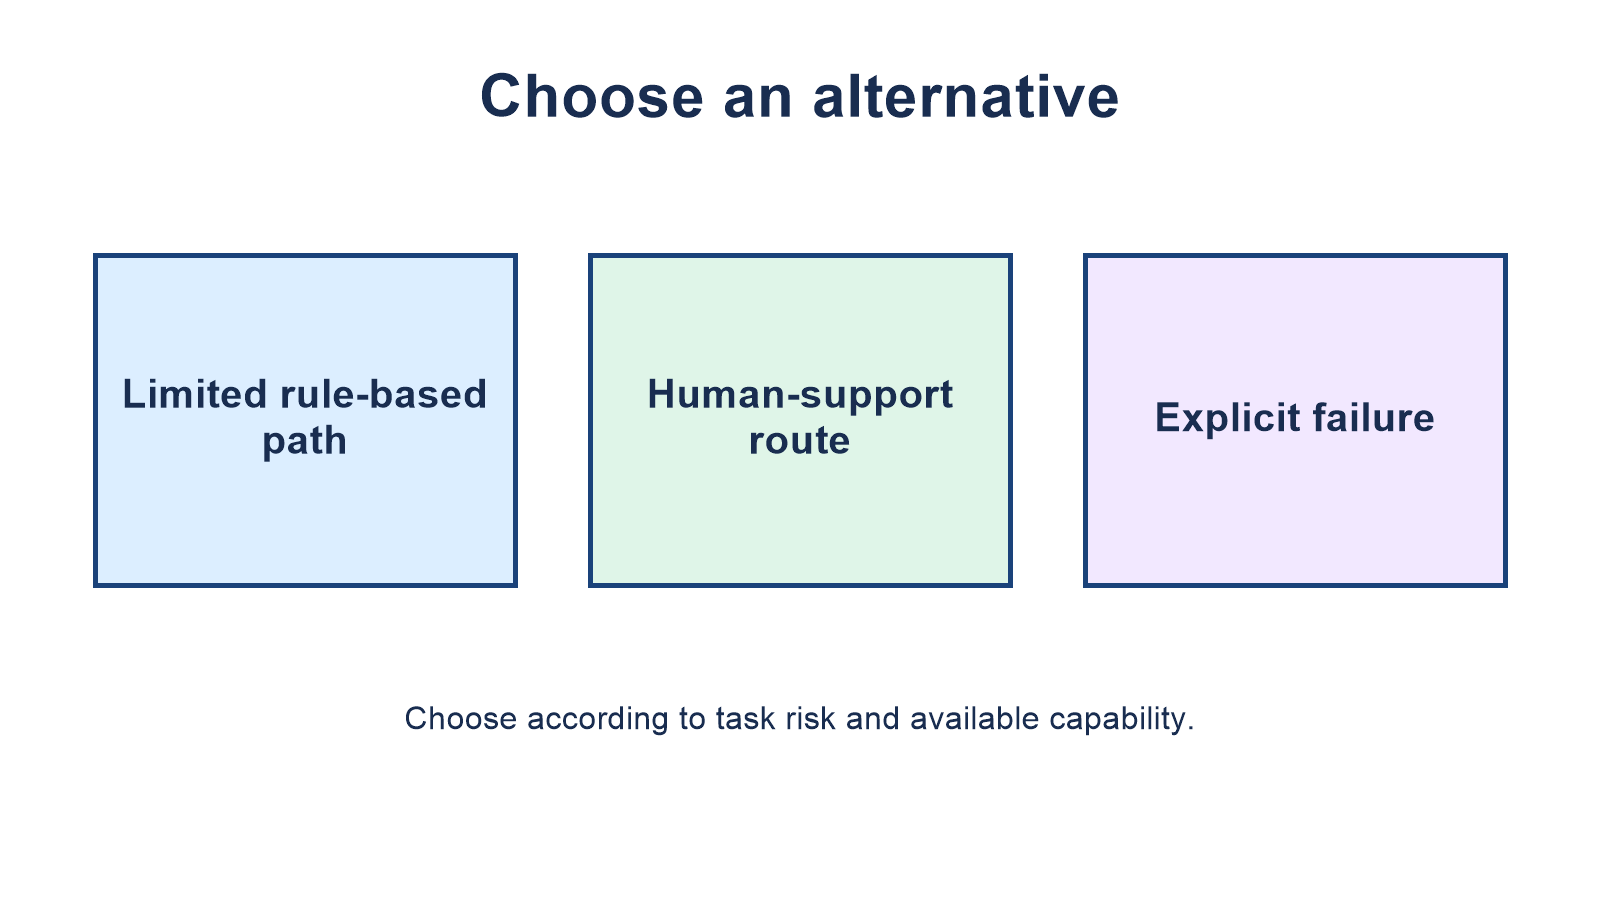 Choose an alternative
Limited rule-based
path
Human-support
route
Explicit failure
Choose according to task risk and available capability.